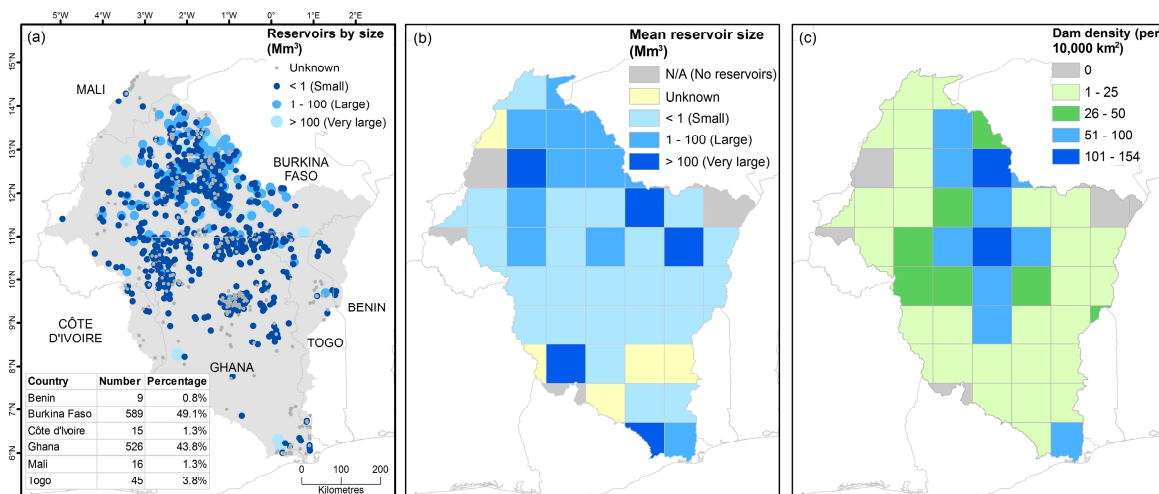 5°W 4°W 3°W 2°W 1°W 0° 1°E 2°E
(a)
Reservoirs by size
(Mm³)
Unknown
< 1 (Small)
1 - 100 (Large)
> 100 (Very large)
15°N
14°N
13°N
12°N
11°N
10°N
9°N
8°N
7°N
6°N
MALI
BURKINA
FASO
BENIN
TOGO
CÔTE
D'IVOIRE
GHANA
Country Number Percentage
Benin 9 0.8%
Burkina Faso 589 49.1%
Côte d'Ivoire 15 1.3%
Ghana 526 43.8%
Mali 16 1.3%
Togo 45 3.8%
0 100 200
Kilometres
(b)
Mean reservoir size
(Mm³)
N/A (No reservoirs)
Unknown
< 1 (Small)
1 - 100 (Large)
> 100 (Very large)
(c)
Dam density (per
10,000 km²)
0
1 - 25
26 - 50
51 - 100
101 - 154